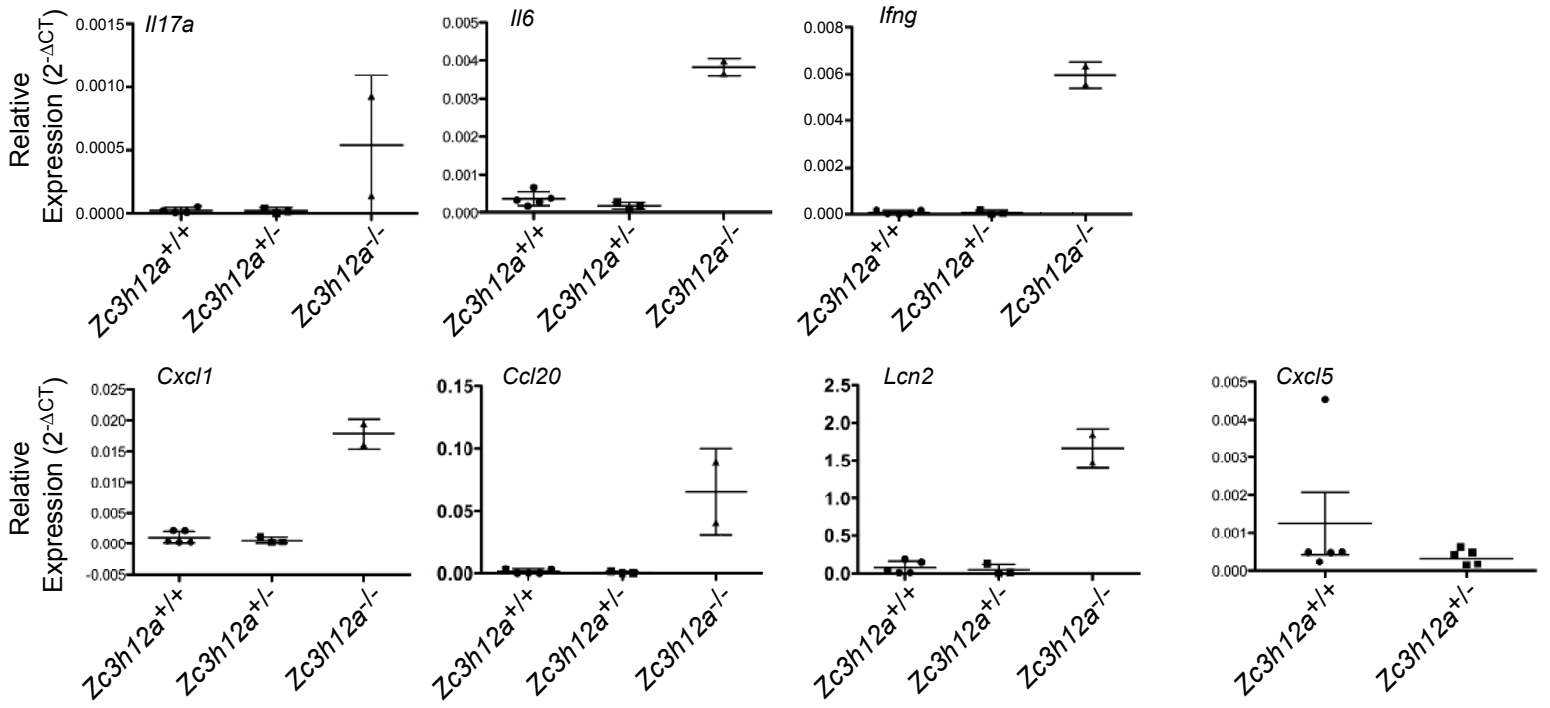 Relative
Expression (2-ΔCT)
Il17a
0.0015
0.0010
0.0005
0.0000
Zc3h12a+/+
Zc3h12a+/-
Zc3h12a-/-
Il6
0.005
0.004
0.003
0.002
0.001
0.000
Zc3h12a+/+
Zc3h12a+/-
Zc3h12a-/-
Ifng
0.008
0.006
0.004
0.002
0.000
Zc3h12a+/+
Zc3h12a+/-
Zc3h12a-/-
Relative
Expression (2-ΔCT)
Cxcl1
0.025
0.020
0.015
0.010
0.005
0.000
-0.005
Zc3h12a+/+
Zc3h12a+/-
Zc3h12a-/-
Ccl20
0.15
0.10
0.05
0.00
Zc3h12a+/+
Zc3h12a+/-
Zc3h12a-/-
Lcn2
2.5
2.0
1.5
1.0
0.5
0.0
Zc3h12a+/+
Zc3h12a+/-
Zc3h12a-/-
Cxcl5
0.005
0.004
0.003
0.002
0.001
0.000
Zc3h12a+/+
Zc3h12a+/-